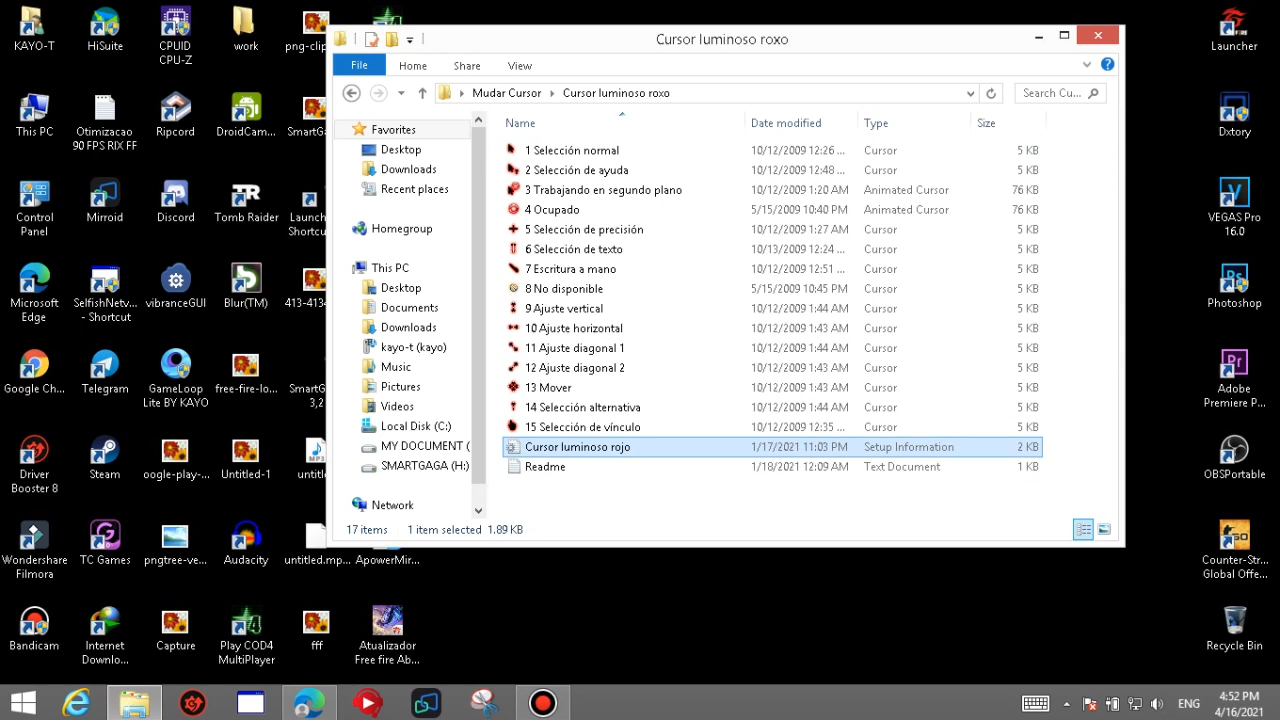 KAYO-T
HiSuite
CPUID
CPU-Z
work
png-clip
This PC
Otimizacao
90 FPS RIX FF
Ripcord
DroidCam...
SmartGa
Control
Panel
Mirroid
Discord
Tomb Raider
Launch
Shortcu
Microsoft
Edge
SelfishNetv...
- Shortcut
vibranceGUI
Blur(TM)
413-4134
Google Ch...
Telegram
GameLoop
Lite BY KAYO
free-fire-lo...
SmartG
3,2
Driver
Booster 8
Steam
oogle-play-...
Untitled-1
untitle
Wondershare
Filmora
TC Games
pngtree-ve...
Audacity
untitled.mp...
ApowerMir...
Bandicam
Internet
Downlo...
Capture
Play COD4
MultiPlayer
fff
Atualizador
Free fire Ab...
Cursor luminoso roxo
File
Home
Share
View
Mudar Cursor
Cursor luminoso roxo
Search Cu...
Favorites
Desktop
Downloads
Recent places
Homegroup
This PC
Desktop
Documents
Downloads
kayo-t (kayo)
Music
Pictures
Videos
Local Disk (C:)
MY DOCUMENT (
SMARTGAGA (H:)
Network
Name Date modified Type Size
1 Selección normal 10/12/2009 12:26 ... Cursor 5 KB
2 Selección de ayuda 10/12/2009 12:48 ... Cursor 5 KB
3 Trabajando en segundo plano 10/12/2009 1:20 AM Animated Cursor 76 KB
4 Ocupado 5/15/2009 10:40 PM Animated Cursor 76 KB
5 Selección de precisión 10/12/2009 1:27 AM Cursor 5 KB
6 Selección de texto 10/13/2009 12:24 ... Cursor 5 KB
7 Escritura a mano 10/12/2009 12:51 ... Cursor 5 KB
8 No disponible 5/15/2009 10:45 PM Cursor 5 KB
9 Ajuste vertical 10/12/2009 1:44 AM Cursor 5 KB
10 Ajuste horizontal 10/12/2009 1:43 AM Cursor 5 KB
11 Ajuste diagonal 1 10/12/2009 1:44 AM Cursor 5 KB
12 Ajuste diagonal 2 10/12/2009 1:43 AM Cursor 5 KB
13 Mover 10/12/2009 1:43 AM Cursor 5 KB
14 Selección alternativa 10/12/2009 1:44 AM Cursor 5 KB
15 Selección de vínculo 10/12/2009 12:35 ... Cursor 5 KB
Cursor luminoso rojo 1/17/2021 11:03 PM Setup Information 2 KB
Readme 1/18/2021 12:09 AM Text Document 1 KB
17 items 1 item selected 1.89 KB
Launcher
Dxtory
VEGAS Pro
16.0
Photoshop
Adobe
Premiere P...
OBSPortable
Counter-Str...
Global Offe...
Recycle Bin
ENG
4:52 PM
4/16/2021